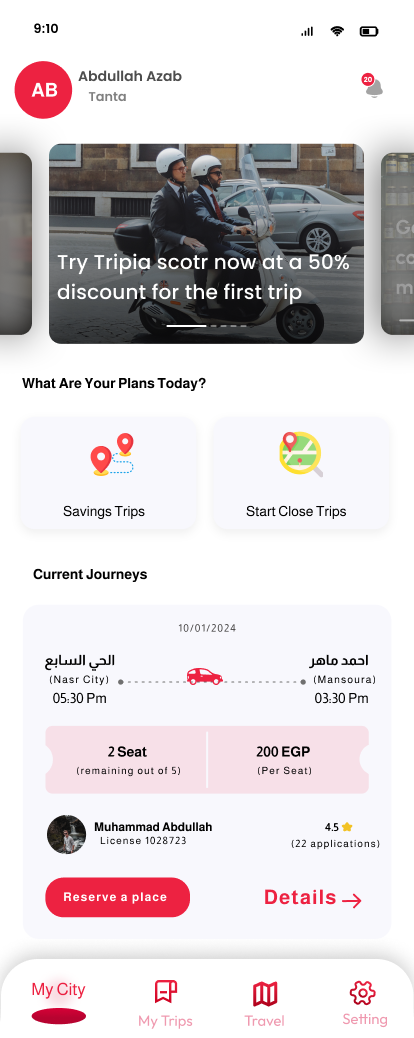 9:10
AB
Abdullah Azab
Tanta
20
Try Tripia scotr now at a 50%
discount for the first trip
What Are Your Plans Today?
Savings Trips
Start Close Trips
Current Journeys
10/01/2024
الحي السابع
احمد ماهر
(Nasr City)
(Mansoura)
05:30 Pm
03:30 Pm
2 Seat
200 EGP
(remaining out of 5)
(Per Seat)
Muhammad Abdullah
4.5
License 1028723
(22 applications)
Reserve a place
Details
My City
My Trips
Travel
Setting